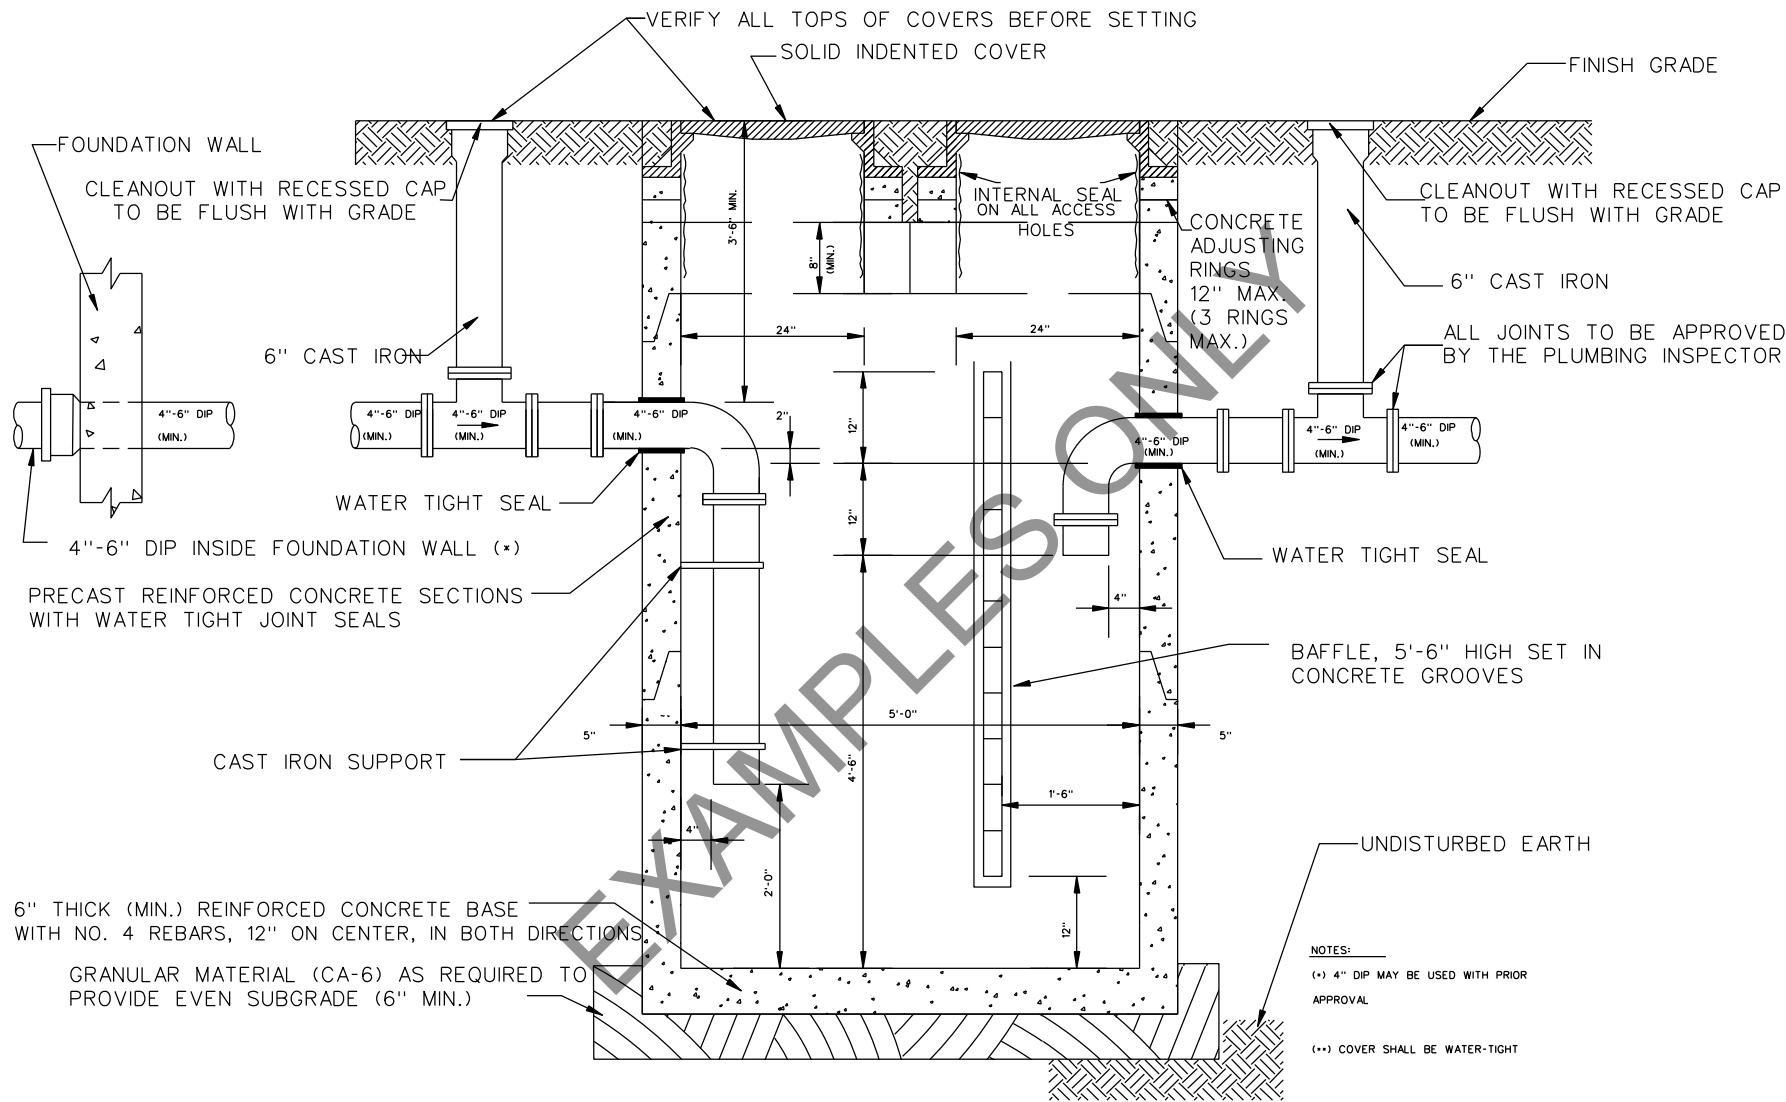 VERIFY ALL TOPS OF COVERS BEFORE SETTING
SOLID INDENTED COVER
FINISH GRADE
FOUNDATION WALL
CLEANOUT WITH RECESSED CAP
TO BE FLUSH WITH GRADE
3'-6" MIN.
8"
(MIN.)
INTERNAL SEAL
ON ALL ACCESS
HOLES
CONCRETE
ADJUSTING
RINGS
12" MAX.
(3 RINGS
MAX.)
CLEANOUT WITH RECESSED CAP
TO BE FLUSH WITH GRADE
6" CAST IRON
6" CAST IRON
24"
24"
ALL JOINTS TO BE APPROVED
BY THE PLUMBING INSPECTOR
4"-6" DIP
(MIN.)
4"-6" DIP
(MIN.)
4"-6" DIP
(MIN.)
4"-6" DIP
(MIN.)
2"
12"
12"
4"-6" DIP
(MIN.)
4"-6" DIP
(MIN.)
4"-6" DIP
(MIN.)
WATER TIGHT SEAL
WATER TIGHT SEAL
4"-6" DIP INSIDE FOUNDATION WALL (*)
PRECAST REINFORCED CONCRETE SECTIONS
WITH WATER TIGHT JOINT SEALS
4"
BAFFLE, 5'-6" HIGH SET IN
CONCRETE GROOVES
5"
5'-0"
5"
CAST IRON SUPPORT
4'-6"
1'-6"
4"
2'-0"
12"
UNDISTURBED EARTH
6" THICK (MIN.) REINFORCED CONCRETE BASE
WITH NO. 4 REBARS, 12" ON CENTER, IN BOTH DIRECTIONS
GRANULAR MATERIAL (CA-6) AS REQUIRED TO
PROVIDE EVEN SUBGRADE (6" MIN.)
NOTES:
(*) 4" DIP MAY BE USED WITH PRIOR
APPROVAL
(**) COVER SHALL BE WATER-TIGHT
EXAMPLES ONLY